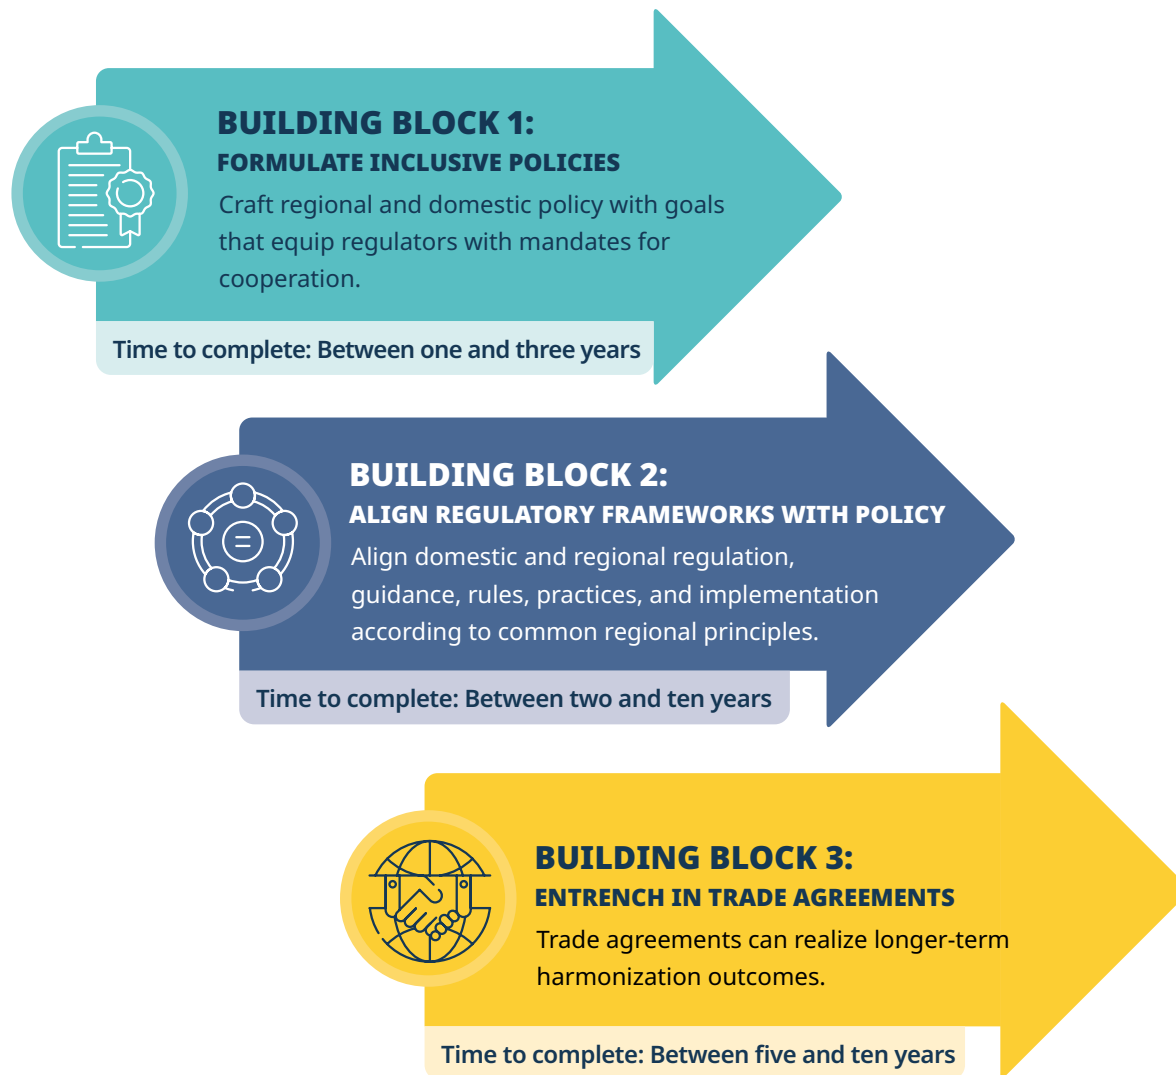 BUILDING BLOCK 1:
FORMULATE INCLUSIVE POLICIES
Craft regional and domestic policy with goals
that equip regulators with mandates for
cooperation.
Time to complete: Between one and three years
BUILDING BLOCK 2:
ALIGN REGULATORY FRAMEWORKS WITH POLICY
Align domestic and regional regulation,
guidance, rules, practices, and implementation
according to common regional principles.
Time to complete: Between two and ten years
BUILDING BLOCK 3:
ENTRENCH IN TRADE AGREEMENTS
Trade agreements can realize longer-term
harmonization outcomes.
Time to complete: Between five and ten years